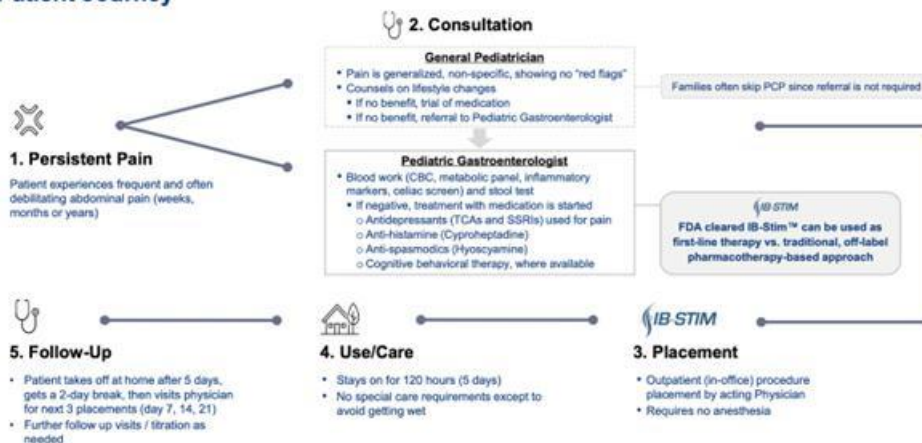 2. Consultation
General Pediatrician
• Pain is generalized, non-specific, showing no "red flags"
• Counsels on lifestyle changes
• If no benefit, trial of medication
• If no benefit, referral to Pediatric Gastroenterologist
Families often skip PCP since referral is not required
1. Persistent Pain
Patient experiences frequent and often
debilitating abdominal pain (weeks,
months or years)
Pediatric Gastroenterologist
• Blood work (CBC, metabolic panel, inflammatory
markers, celiac screen) and stool test
• If negative, treatment with medication is started
o Antidepressants (TCAs and SSRIs) used for pain
o Anti-histamine (Cyproheptadine)
o Anti-spasmodics (Hyoscyamine)
o Cognitive behavioral therapy, where available
IB-STIM
FDA cleared IB-Stim™ can be used as
first-line therapy vs. traditional, off-label
pharmacotherapy-based approach
5. Follow-Up
• Patient takes off at home after 5 days,
gets a 2-day break, then visits physician
for next 3 placements (day 7, 14, 21)
• Further follow up visits / titration as
needed
4. Use/Care
• Stays on for 120 hours (5 days)
• No special care requirements except to
avoid getting wet
IB-STIM
3. Placement
• Outpatient (in-office) procedure
placement by acting Physician
• Requires no anesthesia